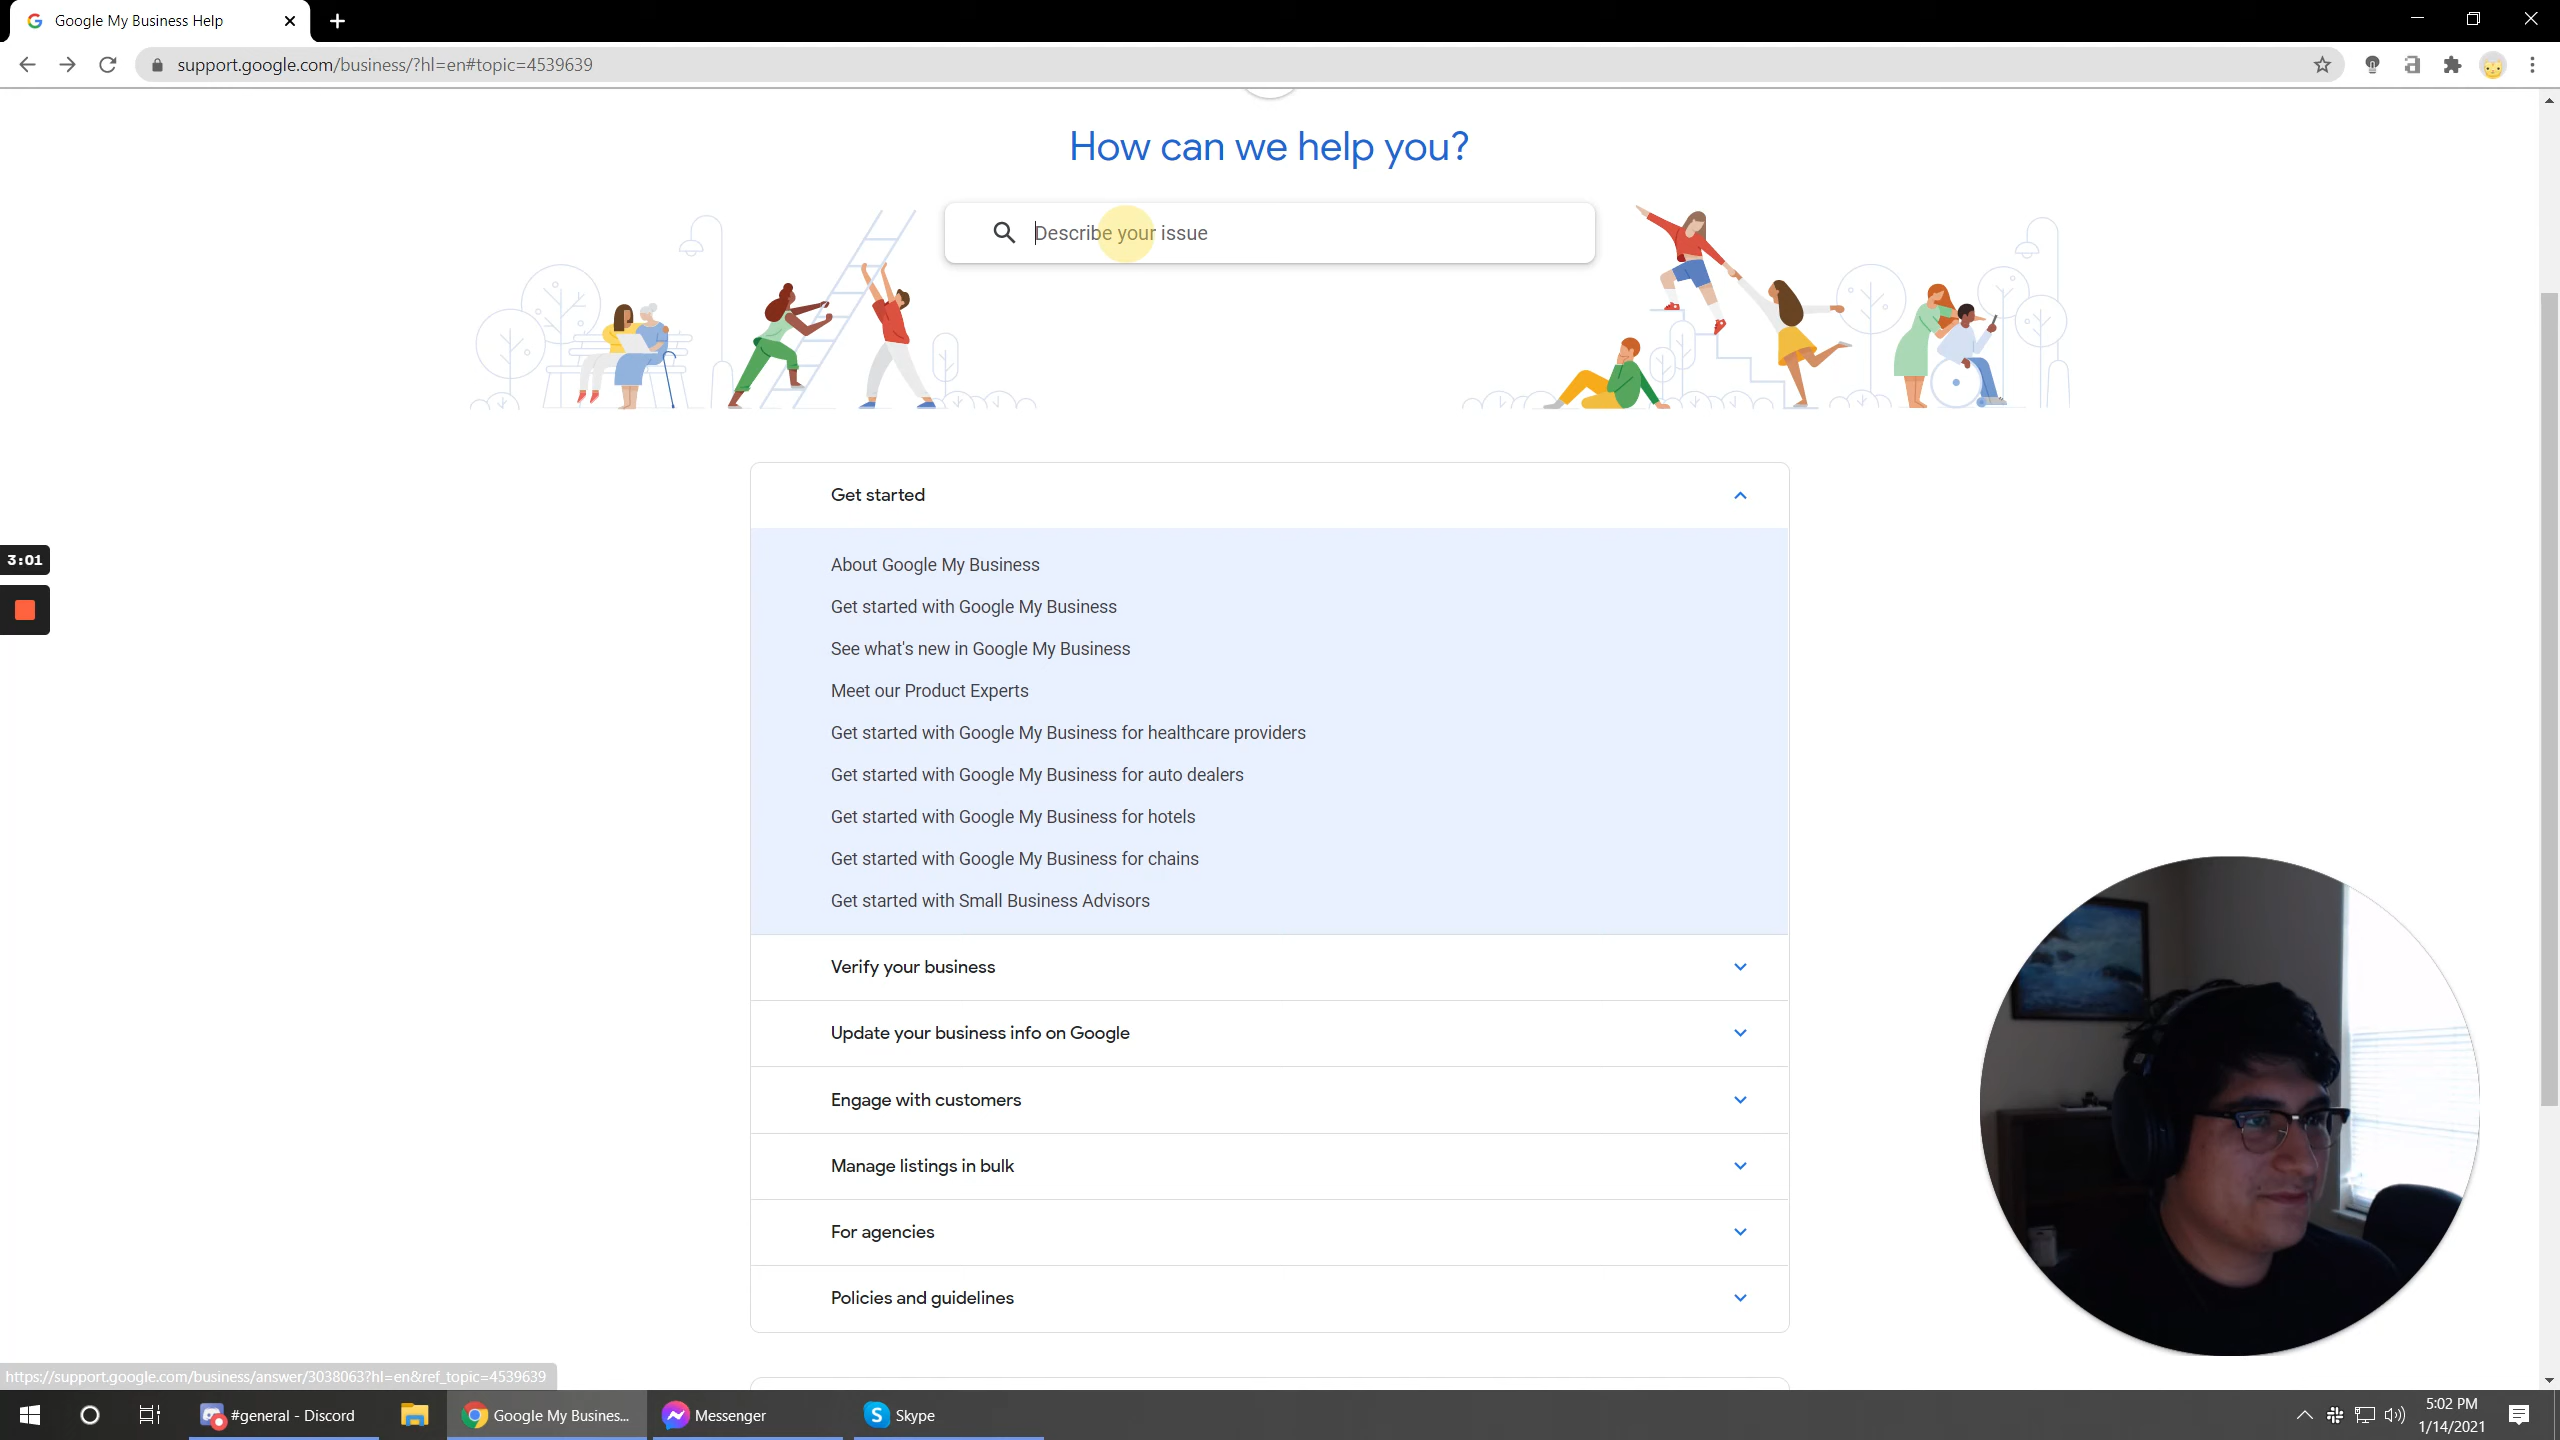 Google My Business Help
support.google.com/business/?hl=en#topic=4539639
How can we help you?
Describe your issue
Get started
About Google My Business
Get started with Google My Business
See what's new in Google My Business
Meet our Product Experts
Get started with Google My Business for healthcare providers
Get started with Google My Business for auto dealers
Get started with Google My Business for hotels
Get started with Google My Business for chains
Get started with Small Business Advisors
Verify your business
Update your business info on Google
Engage with customers
Manage listings in bulk
For agencies
Policies and guidelines
3:01
https://support.google.com/business/answer/3038063?hl=en&ref_topic=4539639
#general - Discord
Google My Busines...
Messenger
Skype
5:02 PM
1/14/2021